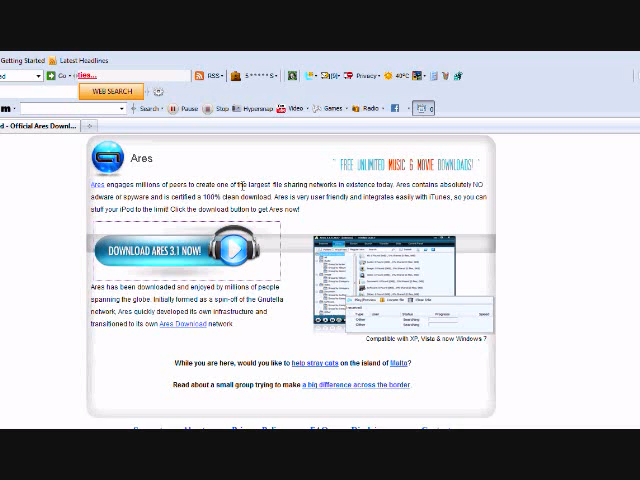 Getting Started Latest Headlines
Go RSS Privacy 40°C
WEB SEARCH
Search Pause Stop Hypersnap Video Games Radio
d - Official Ares Downl...
Ares
FREE UNLIMITED MUSIC & MOVIE DOWNLOADS!
Ares engages millions of peers to create one of the largest file sharing networks in existence today. Ares contains absolutely NO
adware or spyware and is certified a 100% clean download. Ares is very user friendly and integrates easily with iTunes, so you can
stuff your iPod to the limit! Click the download button to get Ares now!
DOWNLOAD ARES 3.1 NOW!
Ares has been downloaded and enjoyed by millions of people
spanning the globe. Initially formed as a spin-off of the Gnutella
network, Ares quickly developed its own infrastructure and
transitioned to its own Ares Download network.
Compatible with XP, Vista & now Windows 7
While you are here, would you like to help stray cats on the island of
Read about a small group trying to make a big difference across the border.